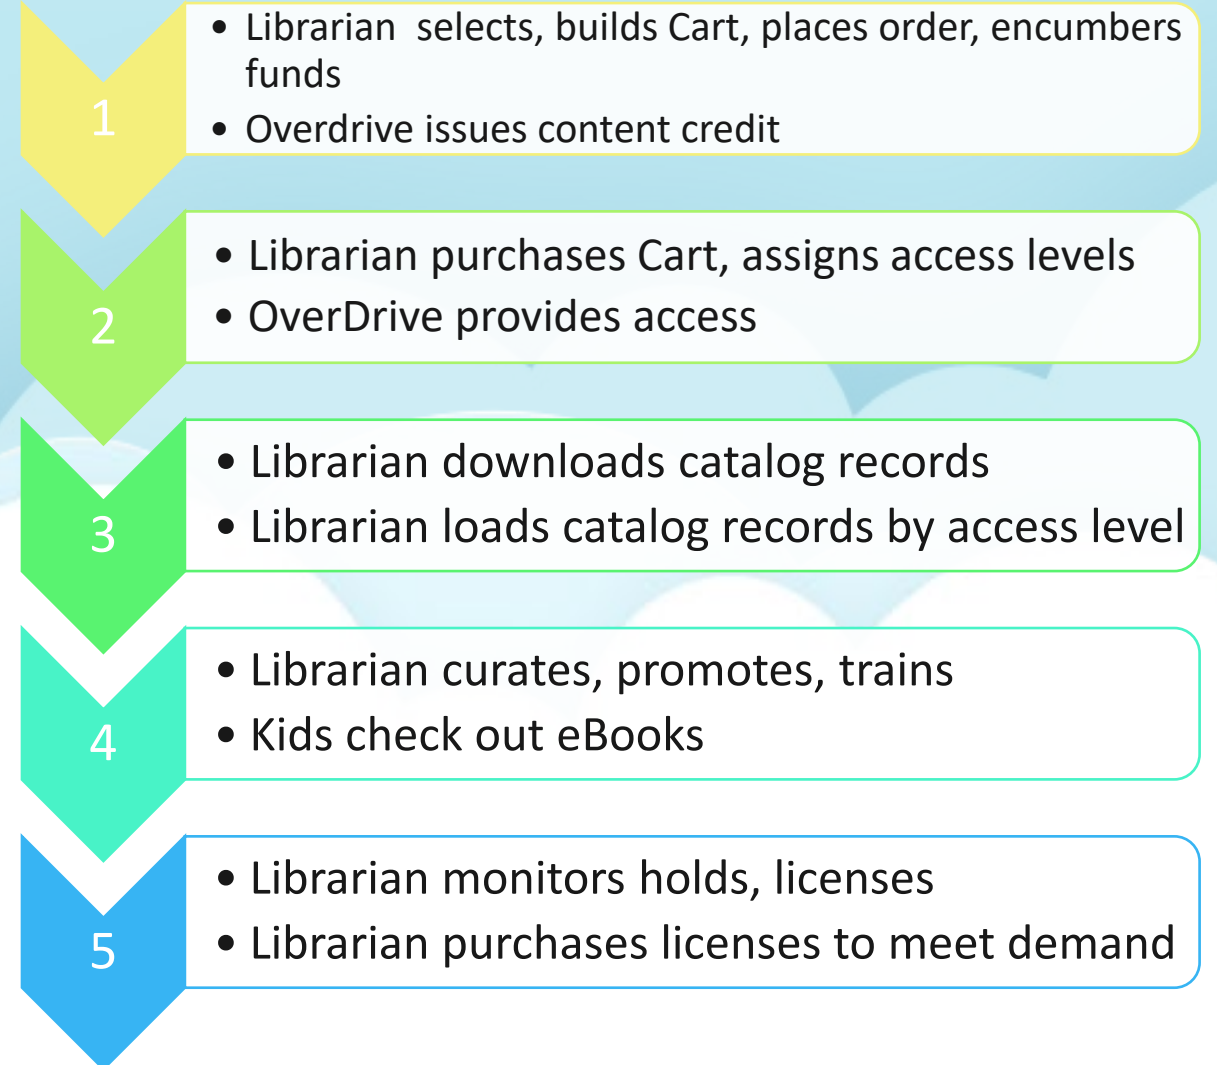 1
• Librarian  selects, builds Cart, places order, encumbers
funds
• Overdrive issues content credit
2
• Librarian purchases Cart, assigns access levels
• OverDrive provides access
3
• Librarian downloads catalog records
• Librarian loads catalog records by access level
4
• Librarian curates, promotes, trains
• Kids check out eBooks
5
• Librarian monitors holds, licenses
• Librarian purchases licenses to meet demand